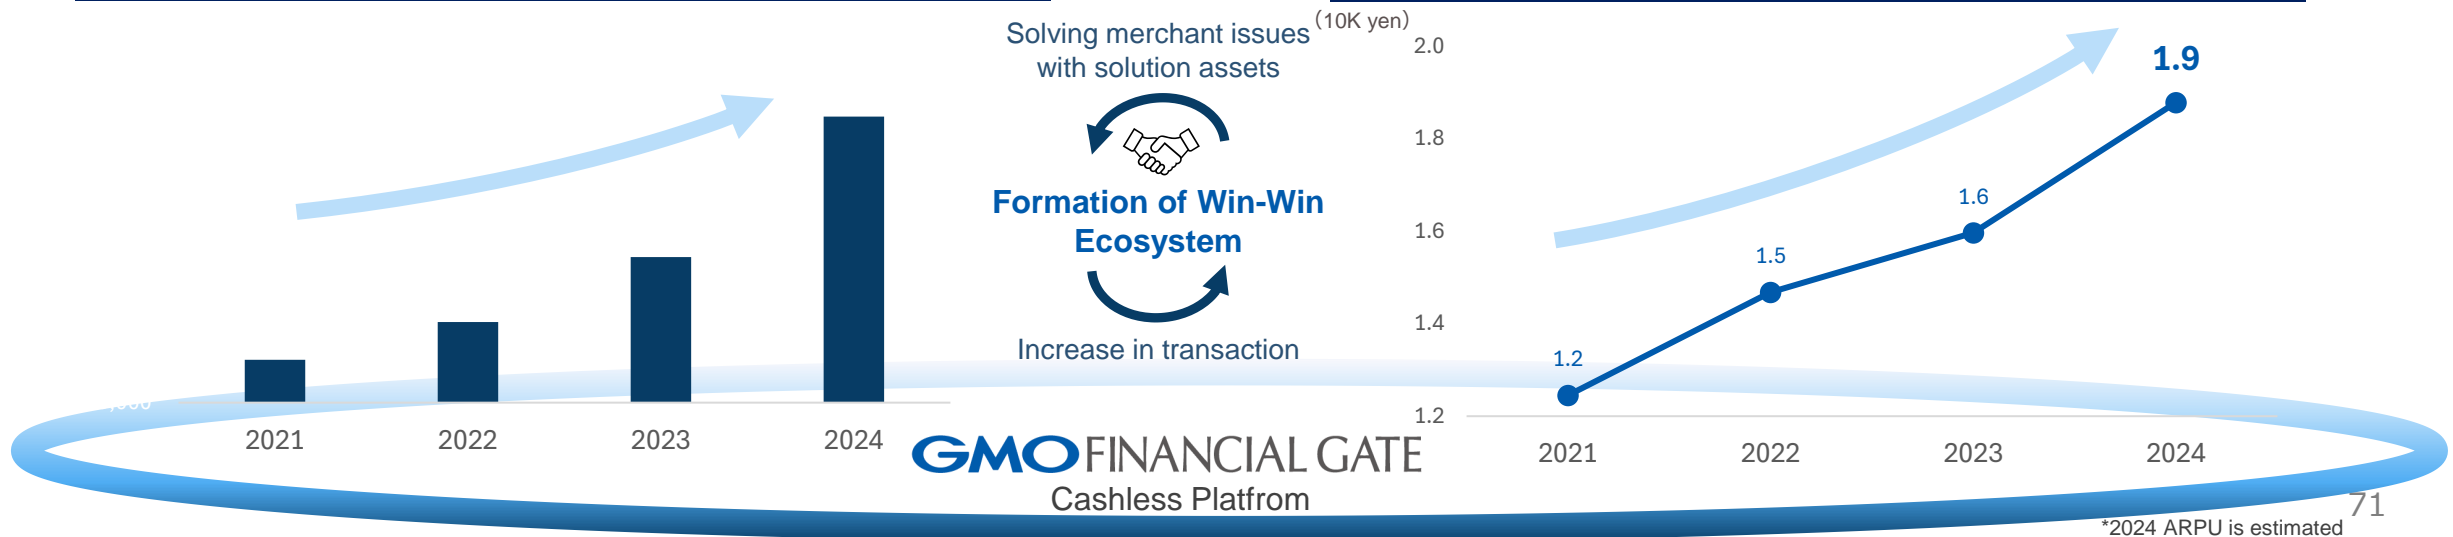 2021
2022
2023
2024
Solving merchant issues
with solution assets
Formation of Win-Win
Ecosystem
Increase in transaction
GMO FINANCIAL GATE
Cashless Platfrom
(10K yen)
2.0
1.8
1.6
1.4
1.2
1.2
1.5
1.6
1.9
2021
2022
2023
2024
*2024 ARPU is estimated
71